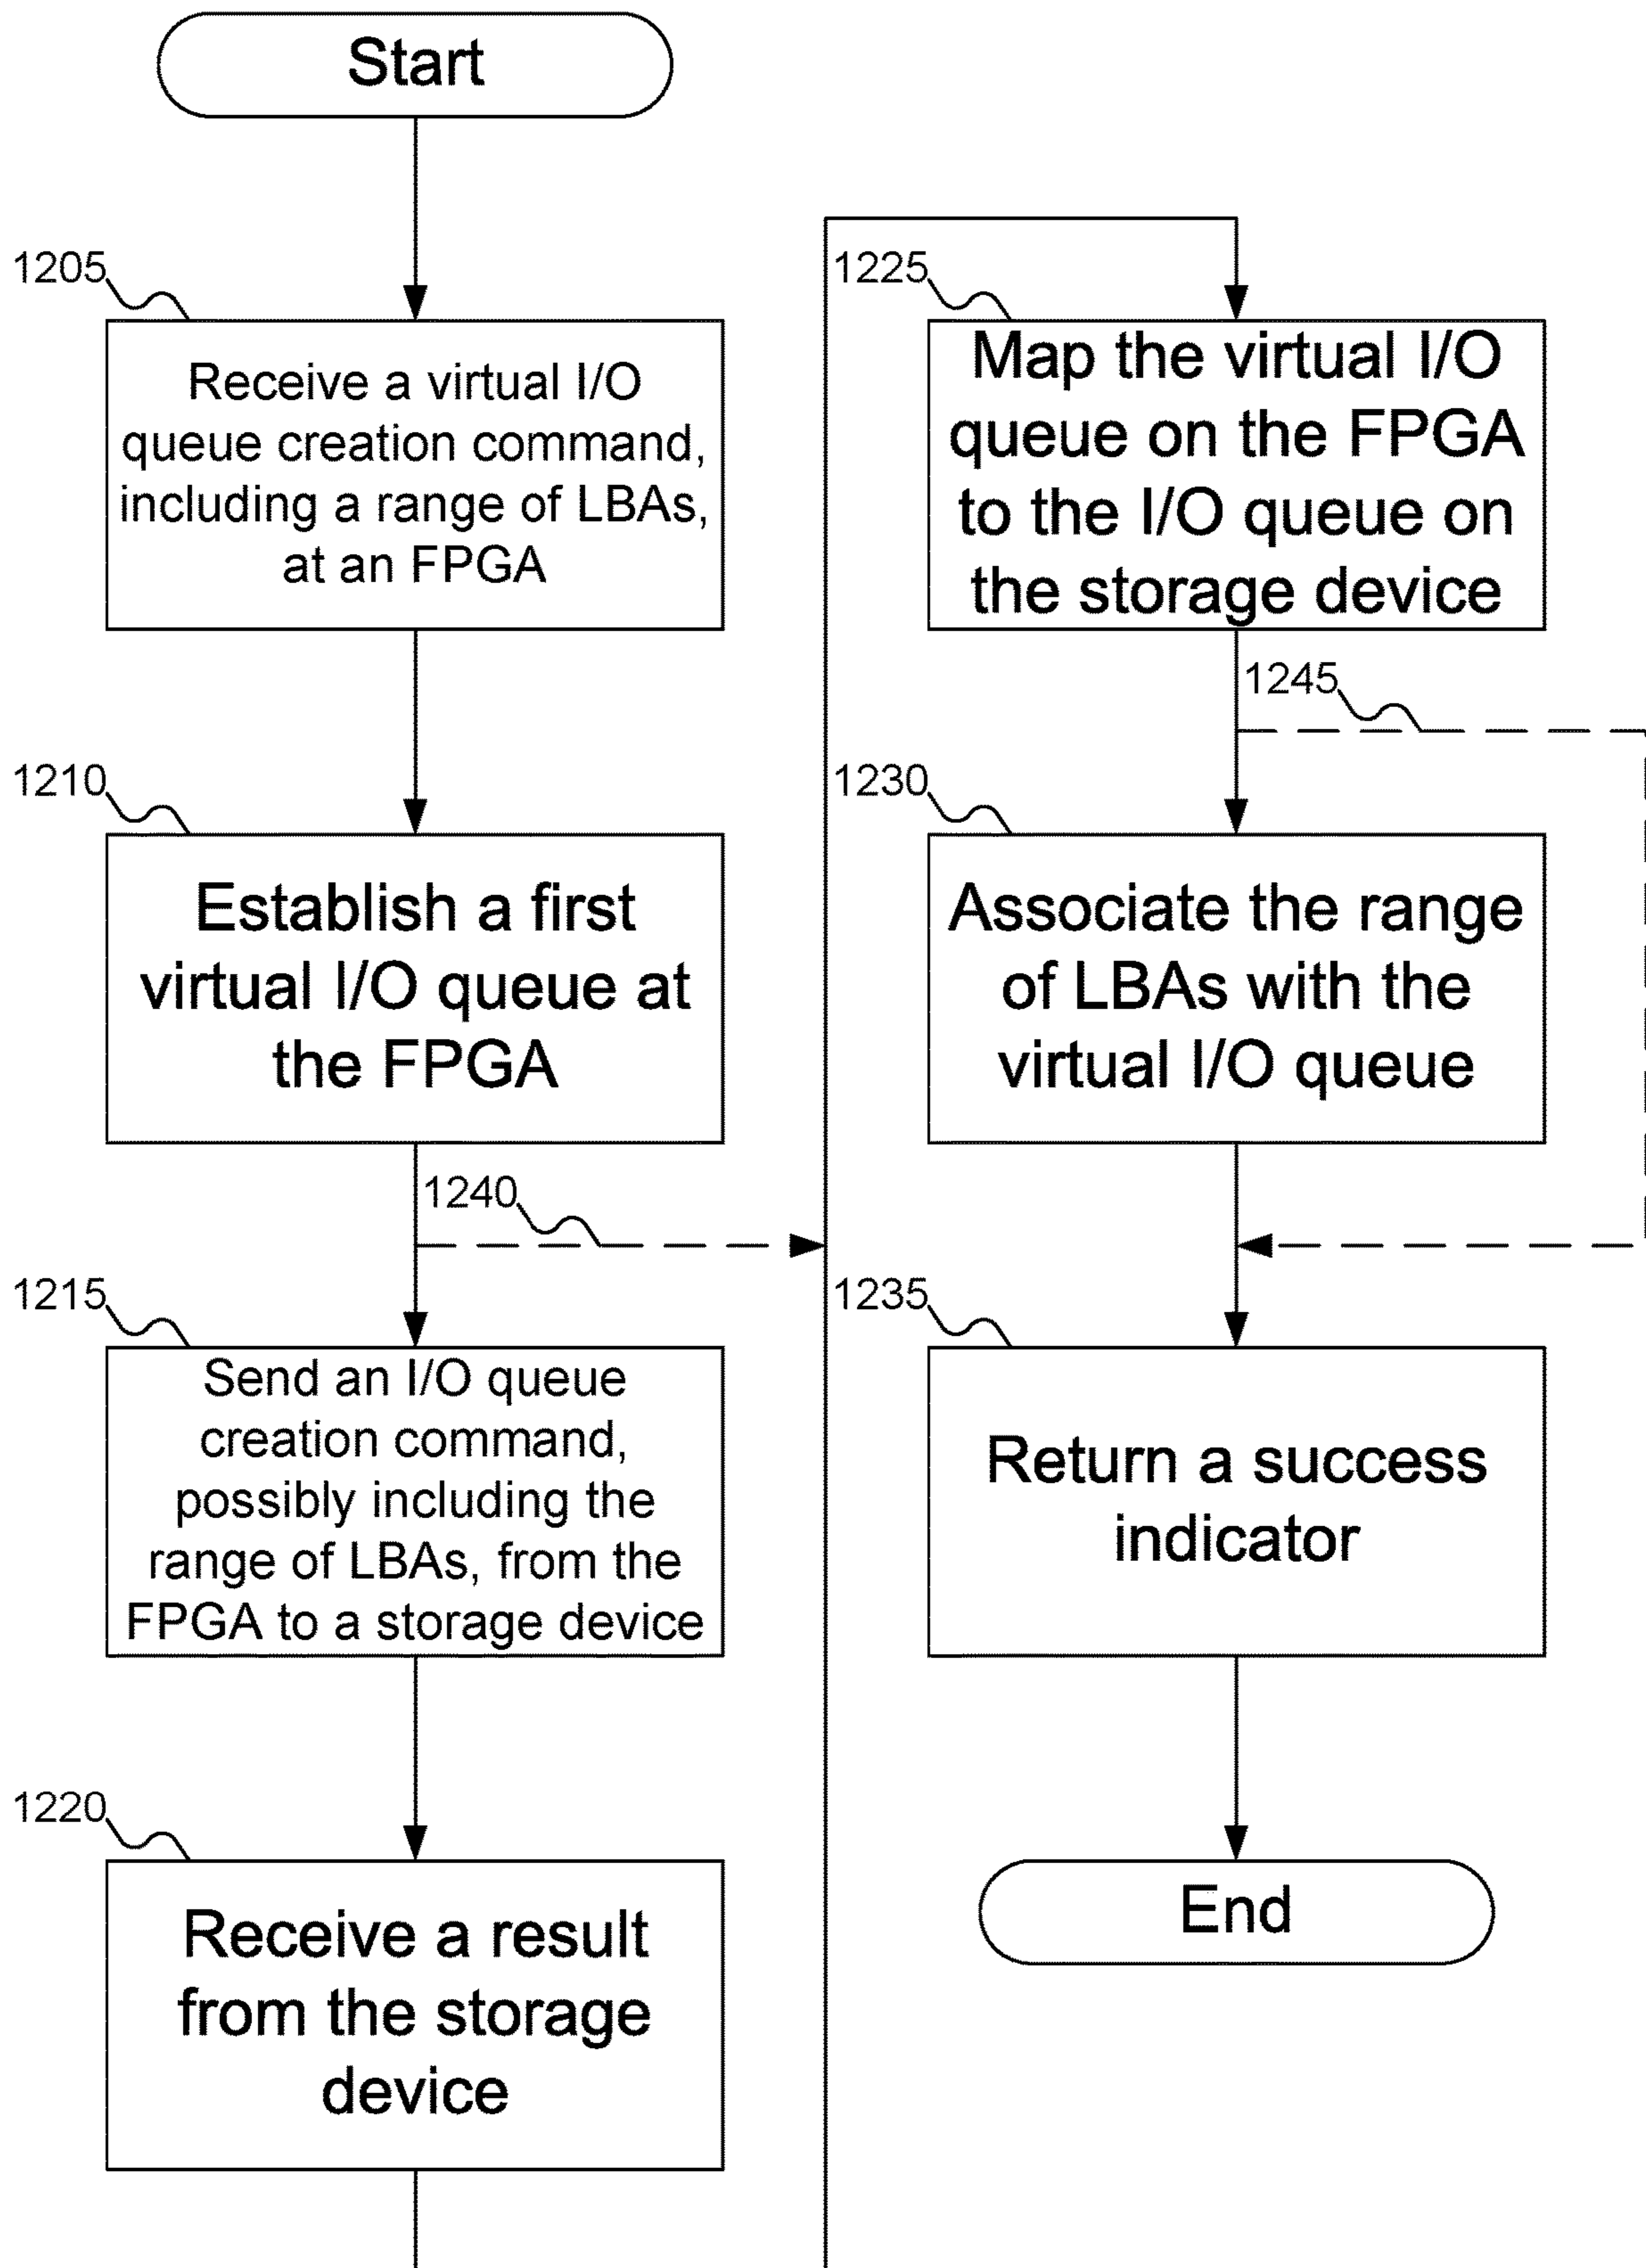 Start
1205
Receive a virtual I/O
queue creation command,
including a range of LBAs,
at an FPGA
1210
Establish a first
virtual I/O queue at
the FPGA
1240
1215
Send an I/O queue
creation command,
possibly including the
range of LBAs, from the
FPGA to a storage device
1220
Receive a result
from the storage
device
1225
Map the virtual I/O
queue on the FPGA
to the I/O queue on
the storage device
1245
1230
Associate the range
of LBAs with the
virtual I/O queue
1235
Return a success
indicator
End